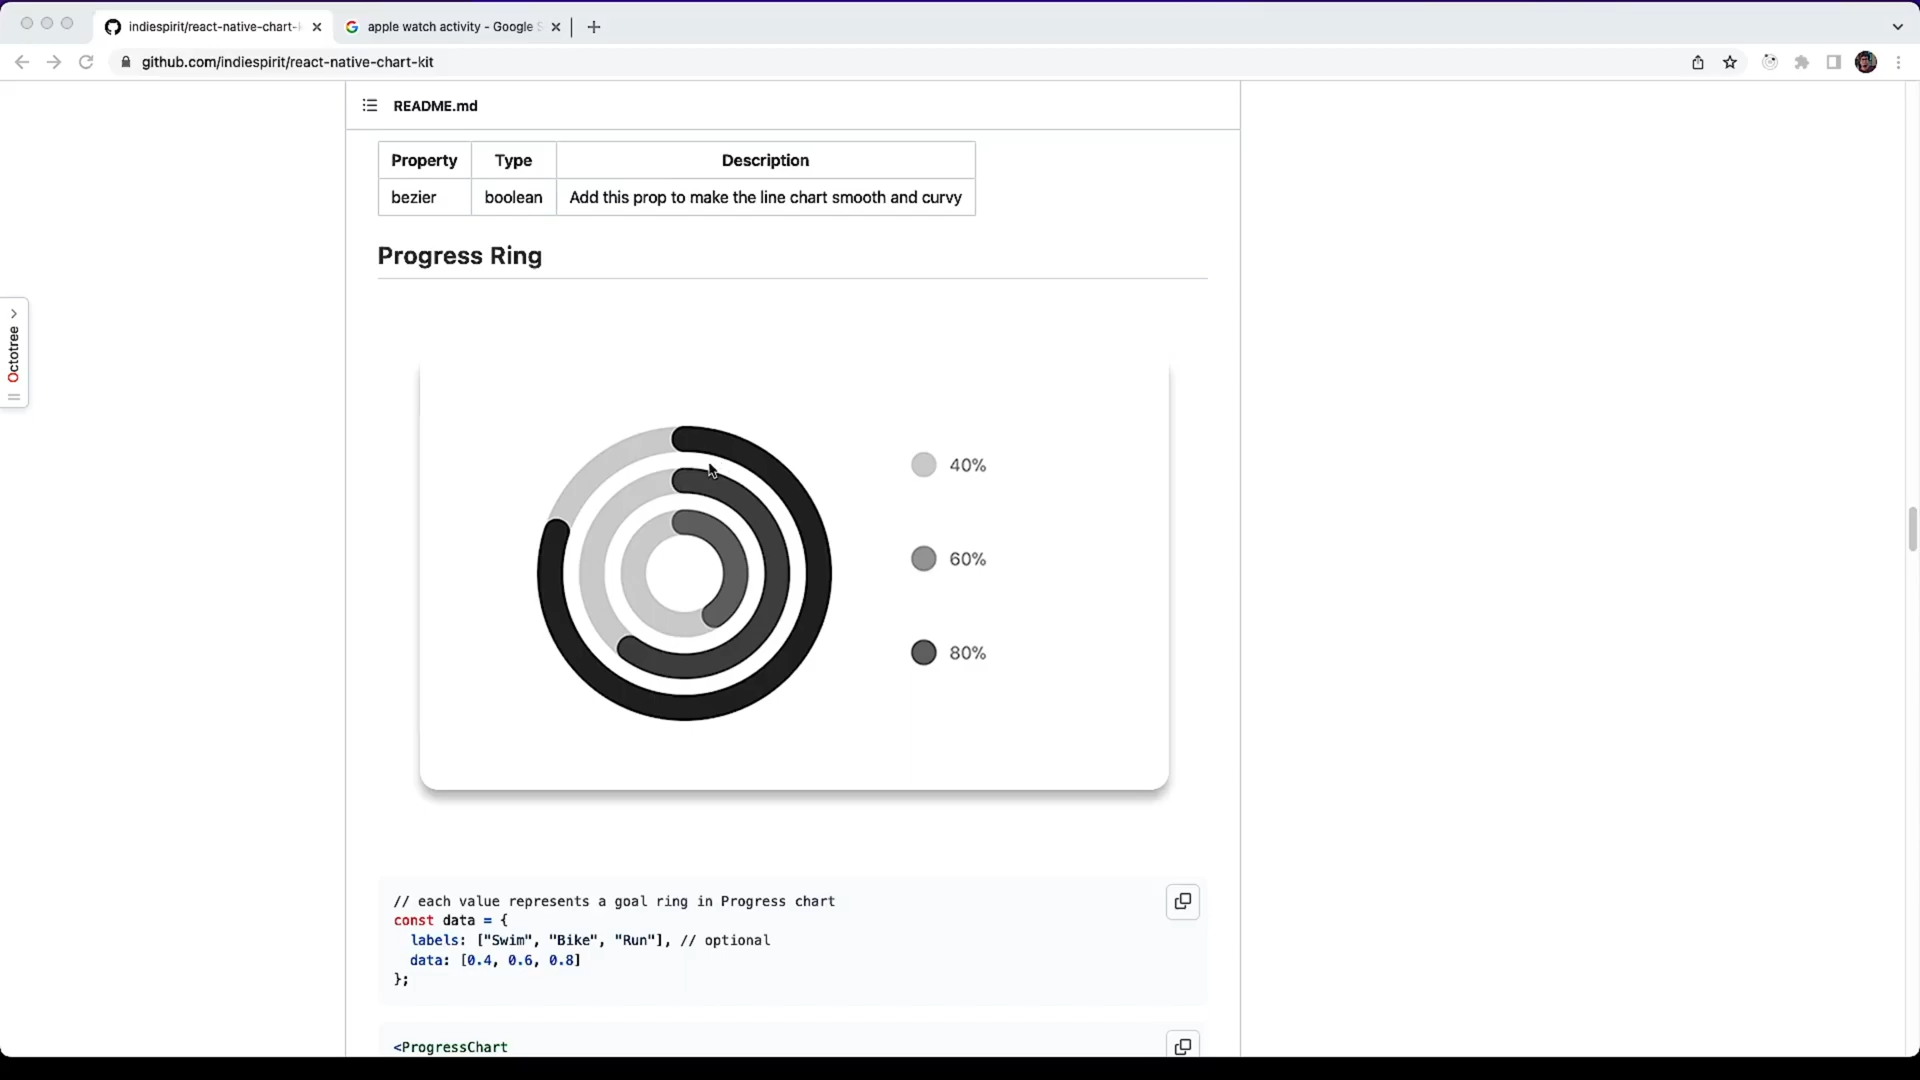 indiespirit/react-native-chart-
apple watch activity - Google S
github.com/indiespirit/react-native-chart-kit
README.md
Property Type Description
bezier boolean Add this prop to make the line chart smooth and curvy
Progress Ring
Octotree
40%
60%
80%
// each value represents a goal ring in Progress chart
const data = {
labels: ["Swim", "Bike", "Run"], // optional
data: [0.4, 0.6, 0.8]
};
<ProgressChart